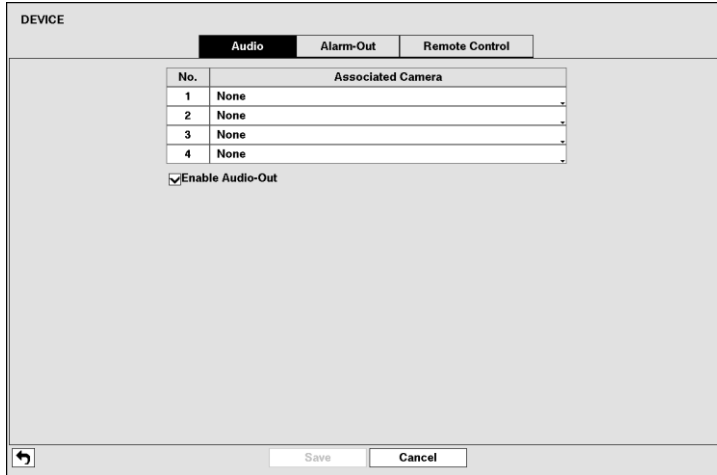 DEVICE
Audio Alarm-Out Remote Control
No. Associated Camera
1 None
2 None
3 None
4 None
Enable Audio-Out
Save Cancel